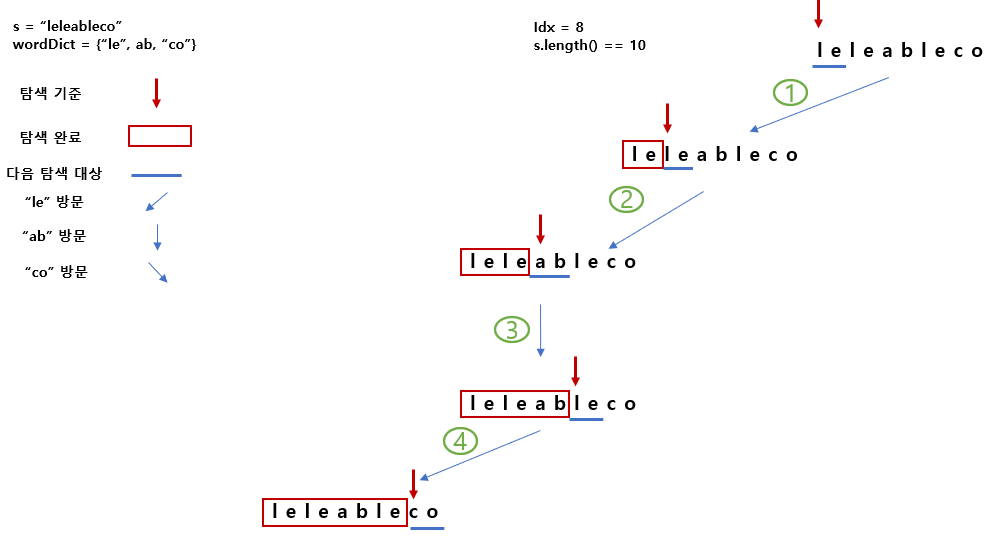 s = “leleableco”
wordDict = {“le”, ab, “co”}
탐색 기준
탐색 완료
다음 탐색 대상
“le” 방문
“ab” 방문
“co” 방문
Idx = 8
s.length() == 10
l e l e a b l e c o
1
l e l e a b l e c o
2
l e l e a b l e c o
3
l e l e a b l e c o
4
l e l e a b l e c o